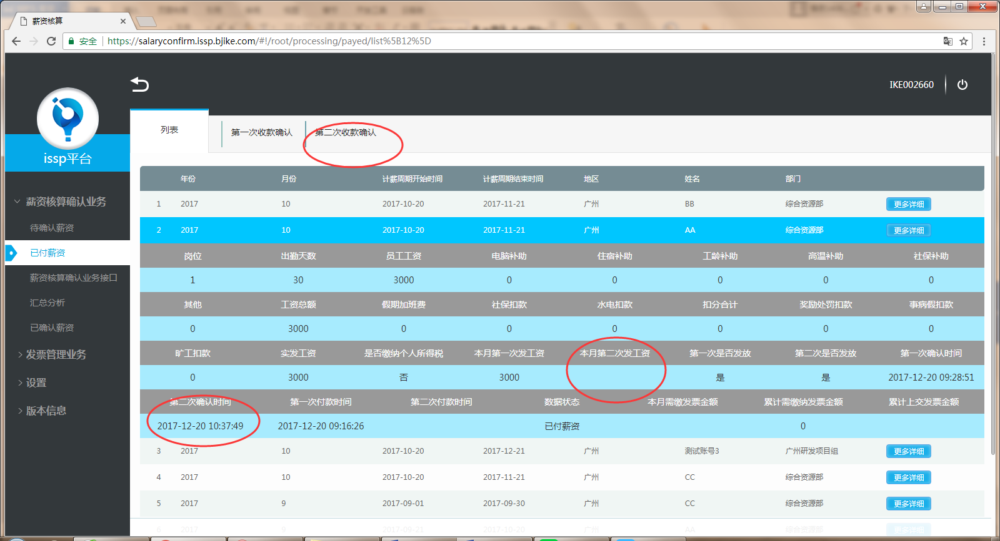 薪资核算
安全 https://salaryconfirm.issp.bjike.com/#!/root/processing/payed/list%5B12%5D
IKE002660
issp平台
列表 第一次收款确认 第二次收款确认
薪资核算确认业务
待确认薪资
已付薪资
薪资核算确认业务接口
汇总分析
已确认薪资
发票管理业务
设置
版本信息
年份 月份 计薪周期开始时间 计薪周期结束时间 地区 姓名 部门
1 2017 10 2017-10-20 2017-11-21 广州 BB 综合资源部 更多详细
2 2017 10 2017-10-20 2017-11-21 广州 AA 综合资源部 更多详细
岗位 出勤天数 员工工资 电脑补助 住宿补助 工龄补助 高温补助 社保补助
1 30 3000 0 0 0 0 0
其他 工资总额 假期加班费 社保扣款 水电扣款 扣分合计 奖励处罚扣款 事病假扣款
0 3000 0 0 0 0 0 0
旷工扣款 实发工资 是否缴纳个人所得税 本月第一次发工资 本月第二次发工资 第一次是否发放 第二次是否发放 第一次确认时间
0 3000 否 3000 是 是 2017-12-20 09:28:51
第二次确认时间 第一次付款时间 第二次付款时间 数据状态 本月需缴发票金额 累计需缴纳发票金额 累计上交发票金额
2017-12-20 10:37:49 2017-12-20 09:16:26 已付薪资 0
3 2017 10 2017-10-20 2017-12-21 广州 测试账号3 广州研发项目组 更多详细
4 2017 10 2017-10-20 2017-11-21 广州 CC 综合资源部 更多详细
5 2017 9 2017-09-01 2017-09-30 广州 CC 综合资源部 更多详细
6 2017 9 2017-09-21 2017-10-20 广州 AA 综合资源部 更多详细